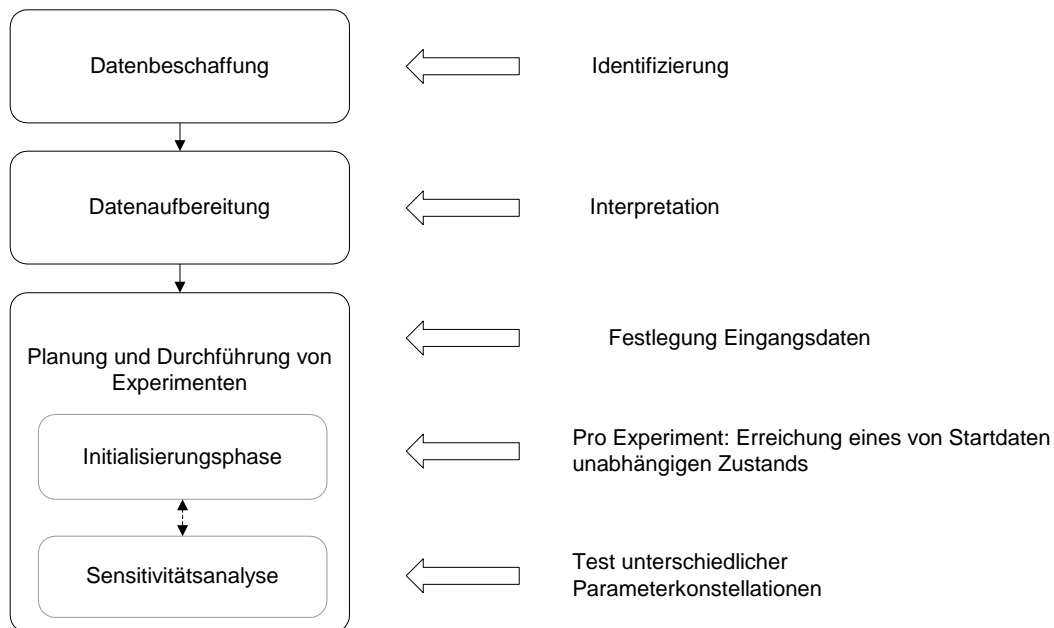 Datenbeschaffung
Identifizierung
Datenaufbereitung
Interpretation
Planung und Durchführung von
Experimenten
Festlegung Eingangsdaten
Initialisierungsphase
Pro Experiment: Erreichung eines von Startdaten
unabhängigen Zustands
Sensitivitätsanalyse
Test unterschiedlicher
Parameterkonstellationen